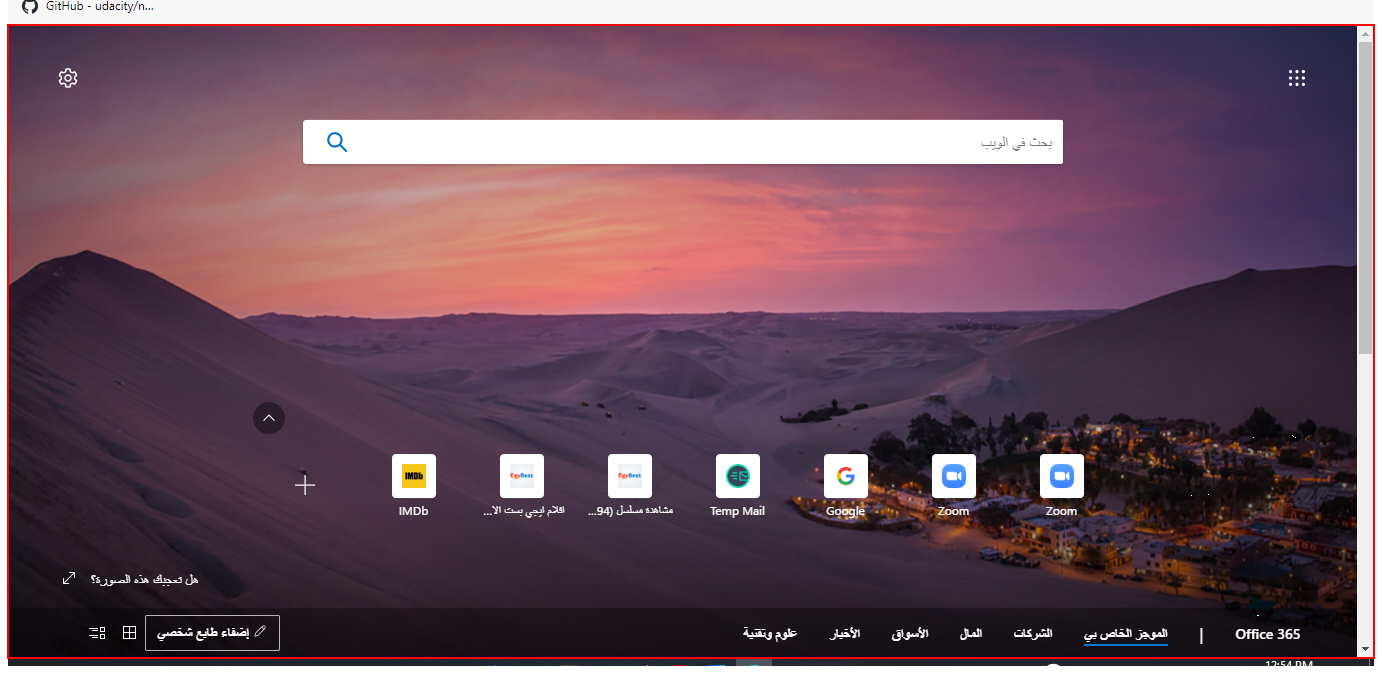 GitHub - udacity/n...
بحث في الويب
IMDb
EgyBest
EgyBest
IMDb
افلام ايجي بست الا...
مشاهدة مسلسل (94...
Temp Mail
Google
Zoom
Zoom
هل تعجبك هذه الصورة؟
إضفاء طابع شخصي
علوم وتقنية
الأخبار
الأسواق
المال
الشركات
الموجز الخاص بي
|
Office 365
12:54 PM